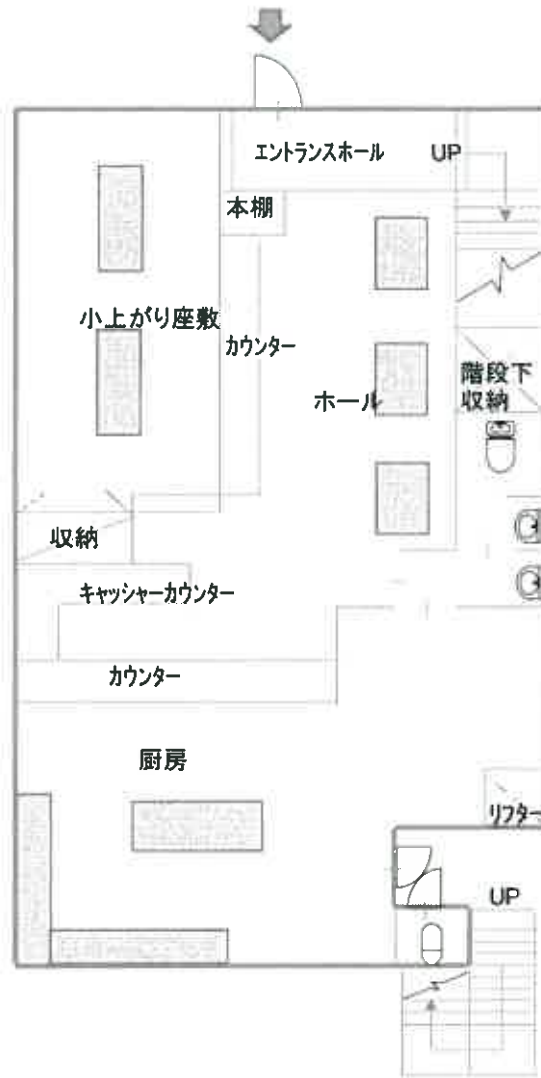 エントランスホール
UP
本棚
小上がり座敷
カウンター
ホール
階段下
収納
収納
キャッシャーカウンター
カウンター
厨房
リフター
UP